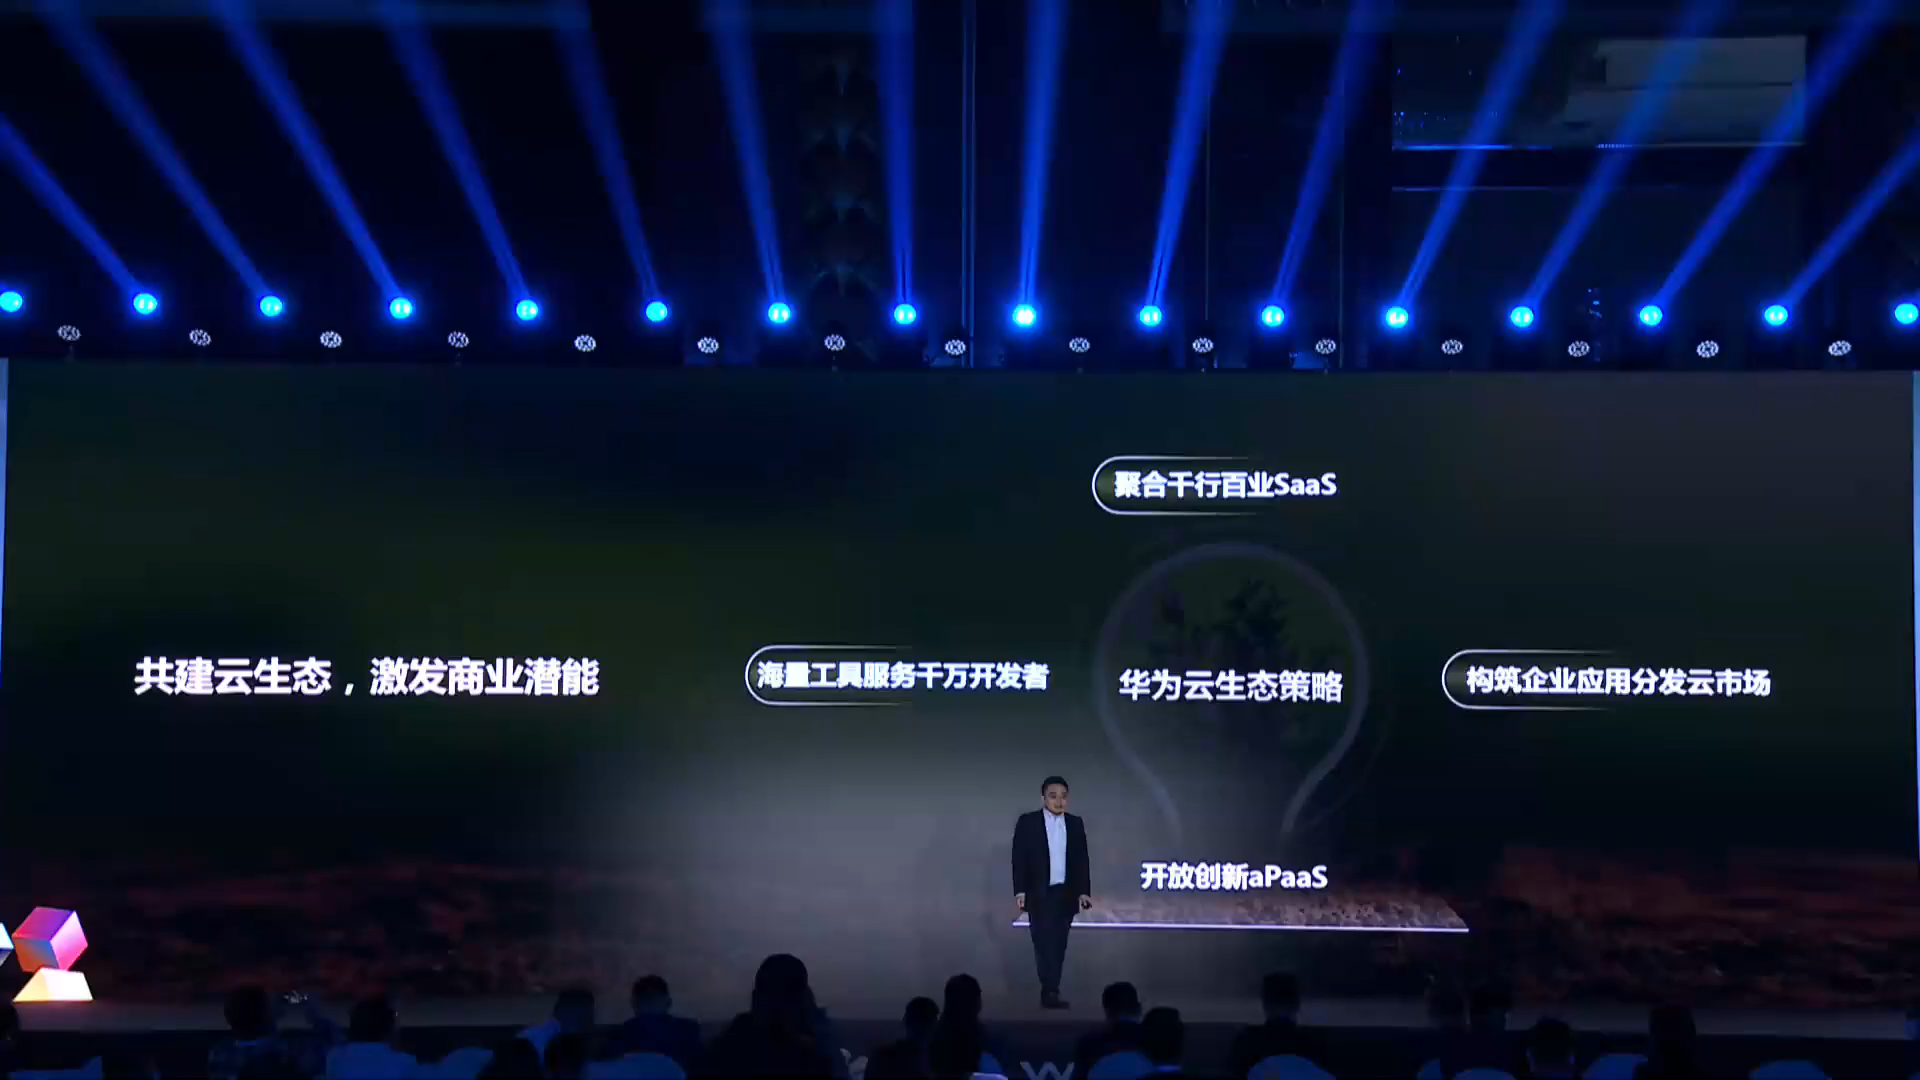 聚合千行百业SaaS
共建云生态，激发商业潜能
海量工具服务千万开发者
华为云生态策略
构筑企业应用分发云市场
开放创新aPaaS